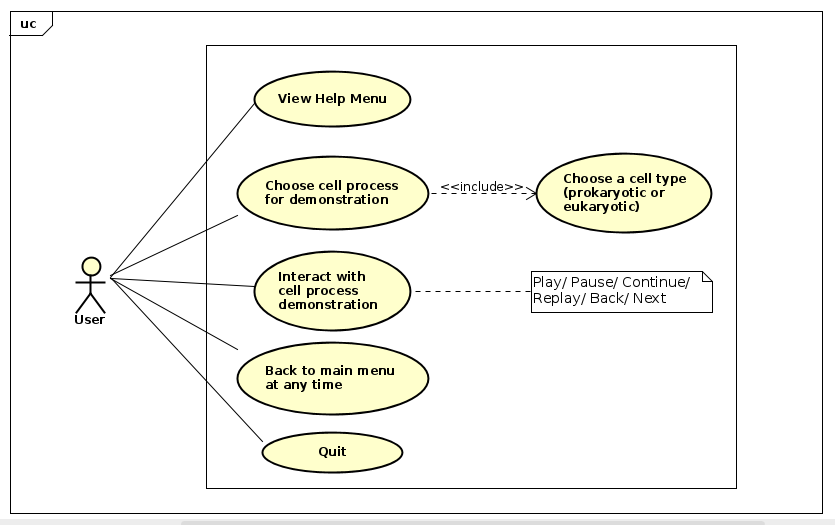 uc
View Help Menu
Choose cell process
for demonstration
<<include>>
Choose a cell type
(prokaryotic or
eukaryotic)
Interact with
cell process
demonstration
Play/ Pause/ Continue/
Replay/ Back/ Next
User
Back to main menu
at any time
Quit